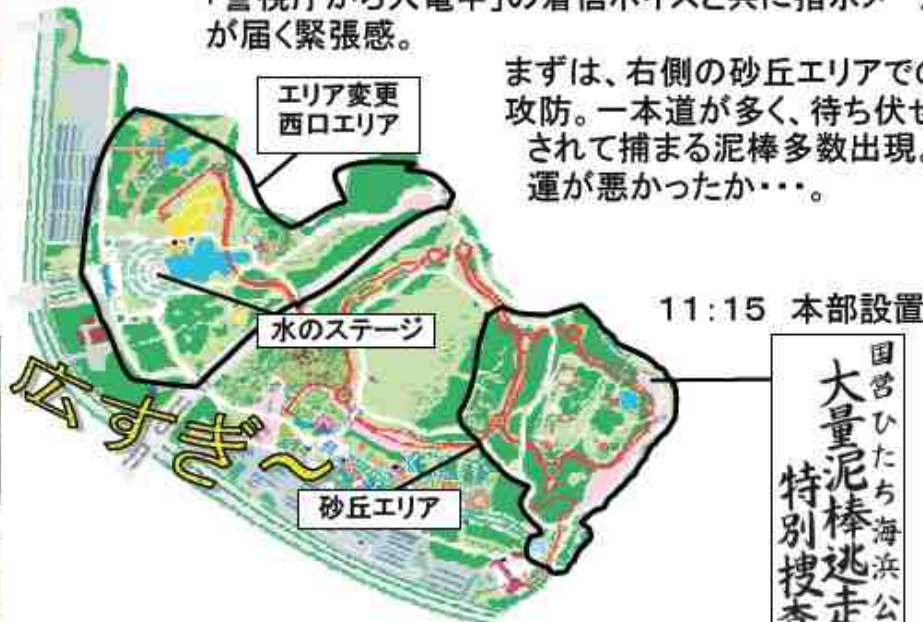 が届く緊張感。
まずは、右側の砂丘エリアでの
攻防。一本道が多く、待ち伏せ
されて捕まる泥棒多数出現。
運が悪かったか・・・。
エリア変更
西口エリア
水のステージ
11:15 本部設置
広すぎ~
砂丘エリア
国営ひたち海浜公
大量泥棒逃走
特別捜査